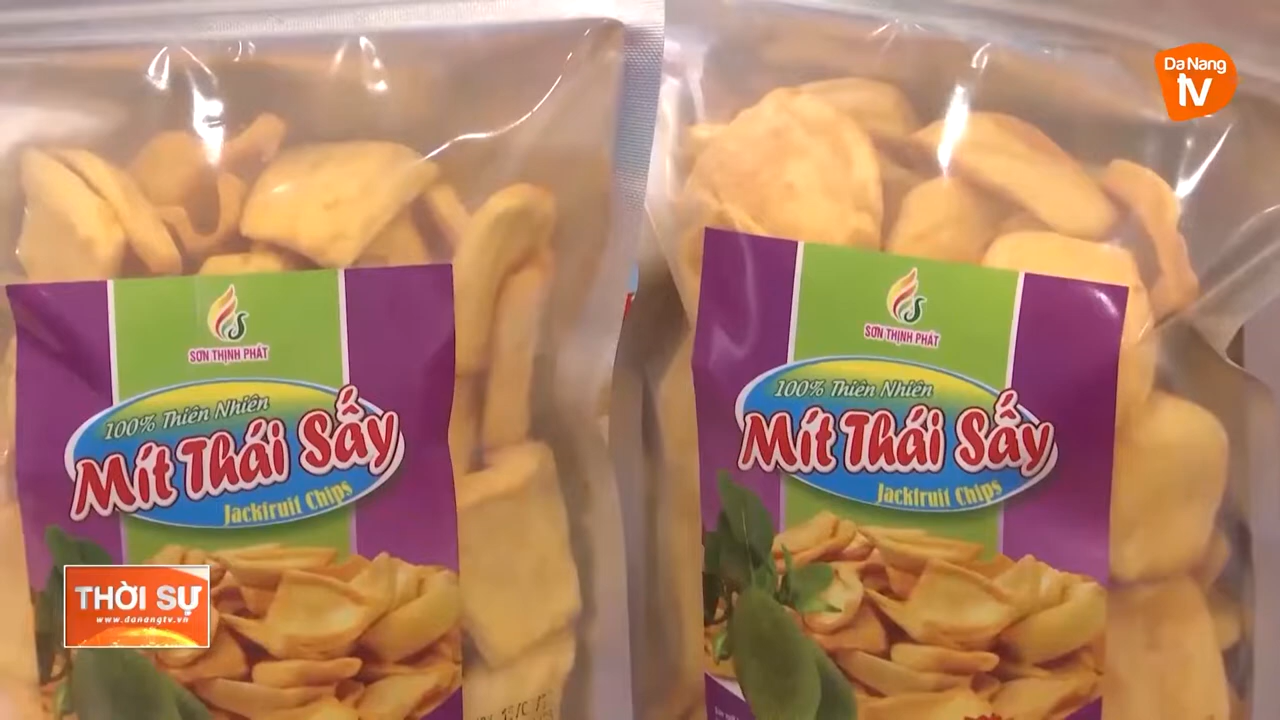 Da Nang
tv
SƠN THỊNH PHÁT
100% Thiên Nhiên
Mít Thái Sấy
Jackfruit Chips
SƠN THỊNH PHÁT
100% Thiên Nhiên
Mít Thái Sấy
Jackfruit Chips
THỜI SỰ
www.danangtv.vn